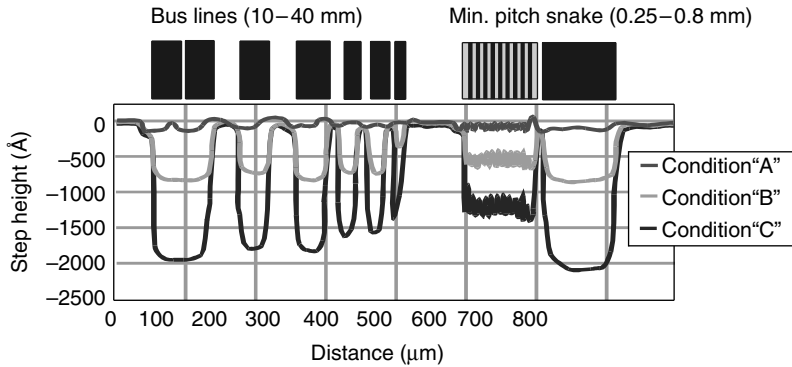 Bus lines (10–40 mm)
Min. pitch snake (0.25–0.8 mm)
Step height (Å)
0
−500
−1000
−1500
−2000
−2500
0 100 200 300 400 500 600 700 800
Distance (μm)
Condition“A”
Condition“B”
Condition“C”